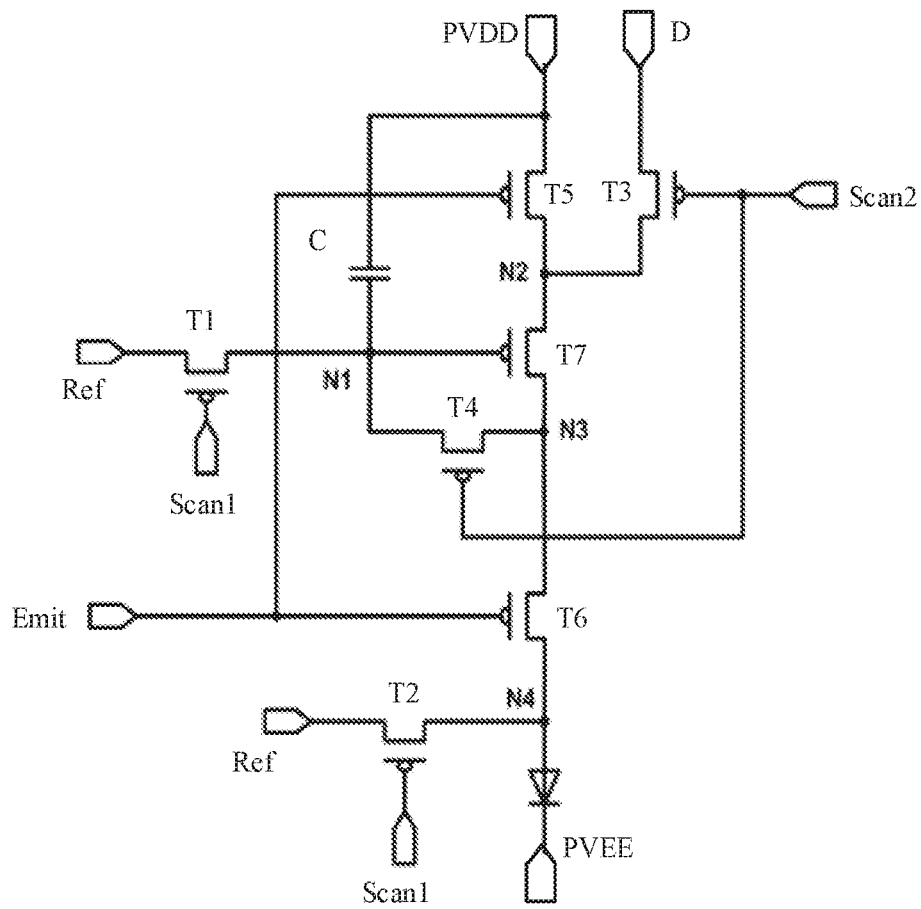 PVDD
D
T5
T3
Scan2
C
N2
T1
T7
Ref
N1
T4
N3
Scan1
Emit
T6
T2
N4
Ref
PVEE
Scan1